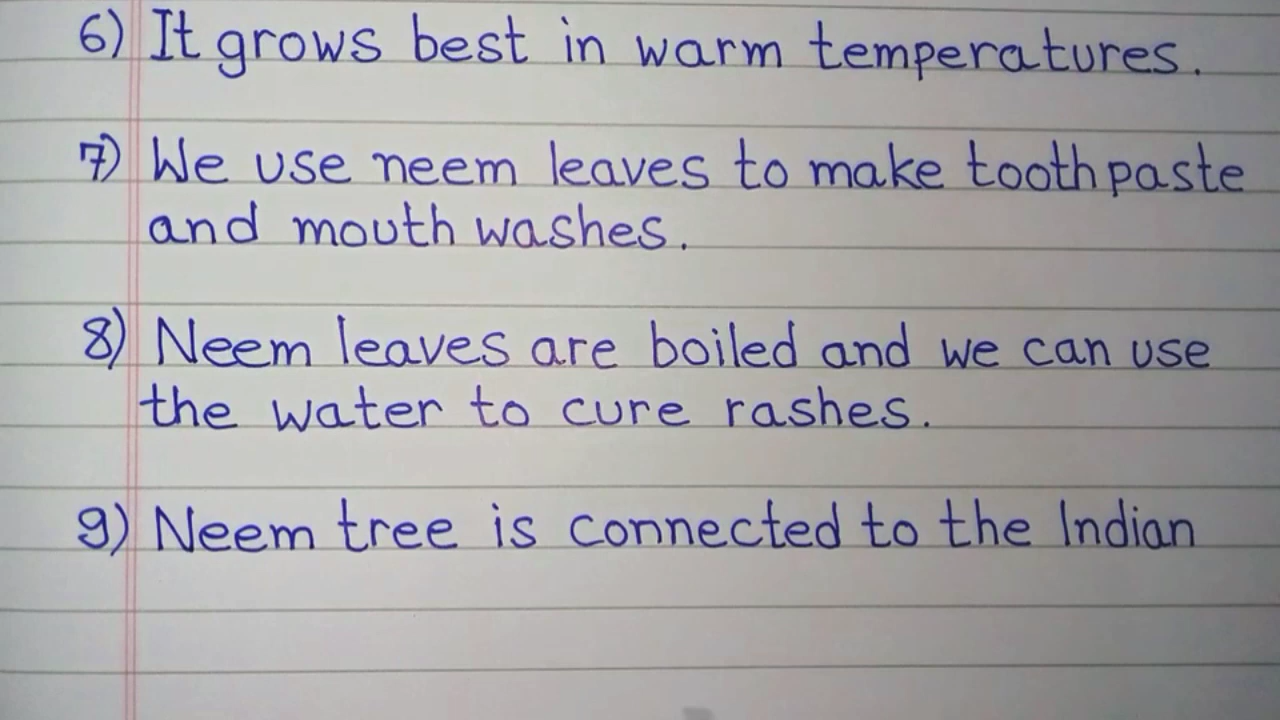 6) It grows best in warm temperatures.
7) We use neem leaves to make toothpaste
and mouth washes.
8) Neem leaves are boiled and we can use
the water to cure rashes.
9) Neem tree is connected to the Indian